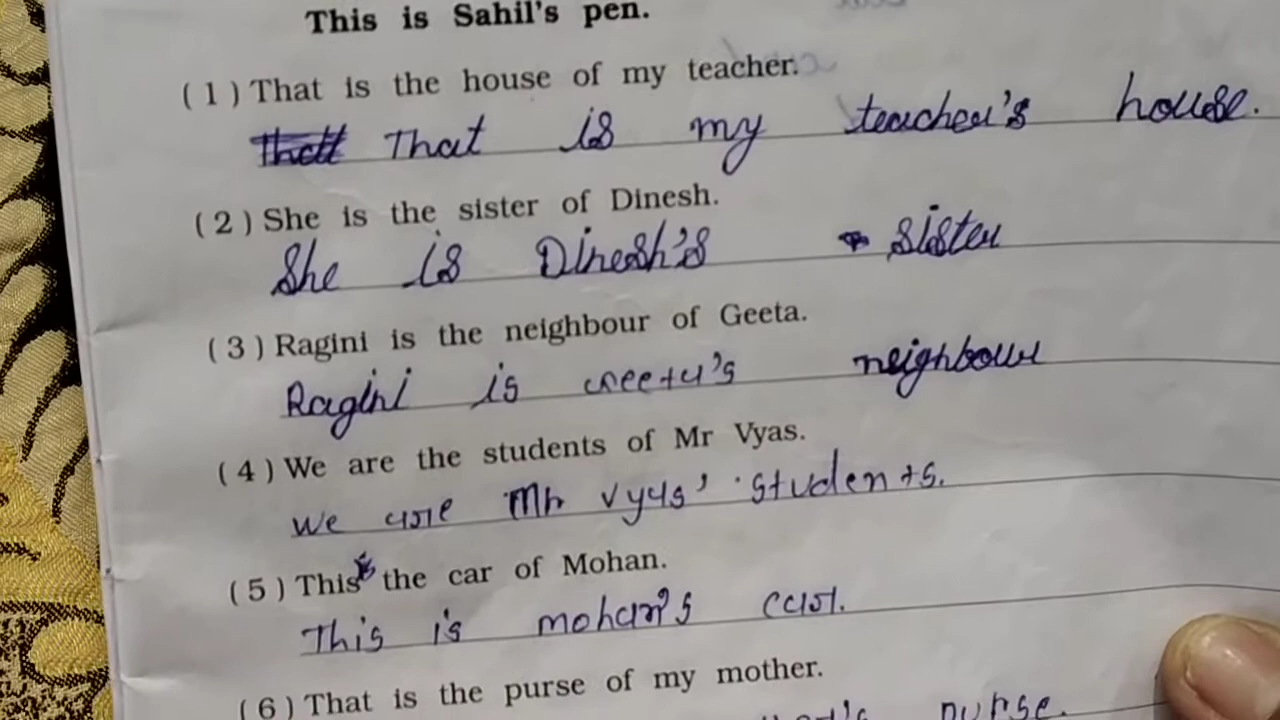 This is Sahil's pen.
(1) That is the house of my teacher.
That is my teacher's house.
(2) She is the sister of Dinesh.
She is Dinesh's sister
(3) Ragini is the neighbour of Geeta.
Ragini is Geeta's neighbour
(4) We are the students of Mr Vyas.
We are Mr Vyas' students.
(5) This is the car of Mohan.
This is mohan's car.
(6) That is the purse of my mother.
purse.